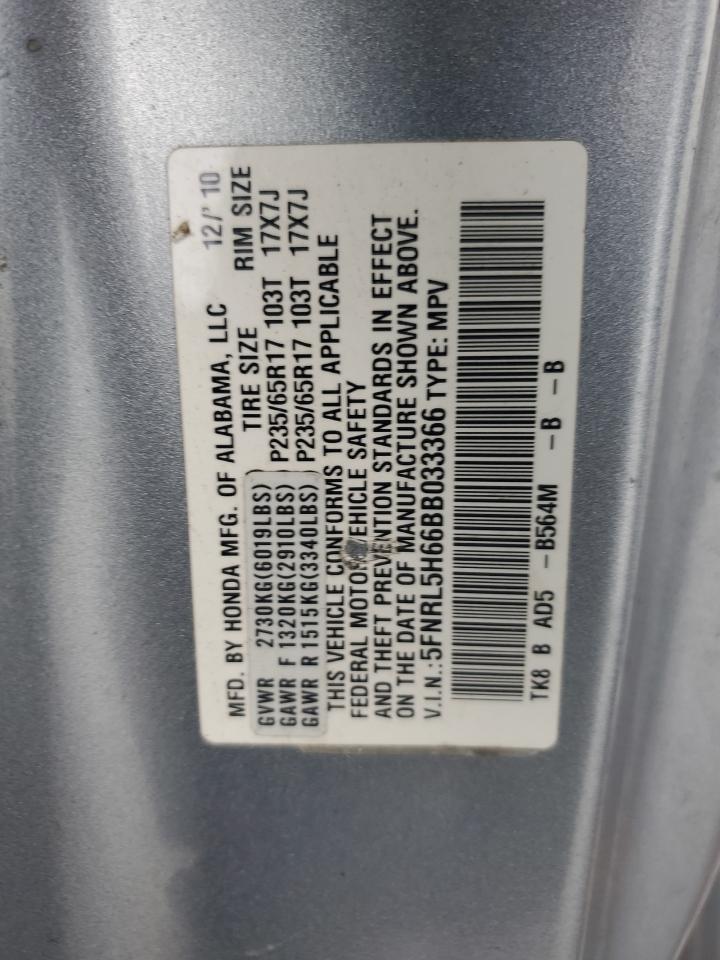 MFD. BY HONDA MFG. OF ALABAMA, LLC 12/'10
TIRE SIZE RIM SIZE
GVWR 2730KG(6019LBS)
GAWR F 1320KG(2910LBS) P235/65R17 103T 17X7J
GAWR R 1515KG(3340LBS) P235/65R17 103T 17X7J
THIS VEHICLE CONFORMS TO ALL APPLICABLE
FEDERAL MOTOR VEHICLE SAFETY
AND THEFT PREVENTION STANDARDS IN EFFECT
ON THE DATE OF MANUFACTURE SHOWN ABOVE.
V.I.N.:5FNRL5H66BB033366 TYPE: MPV
TK8 B AD5 -B564M -B -B